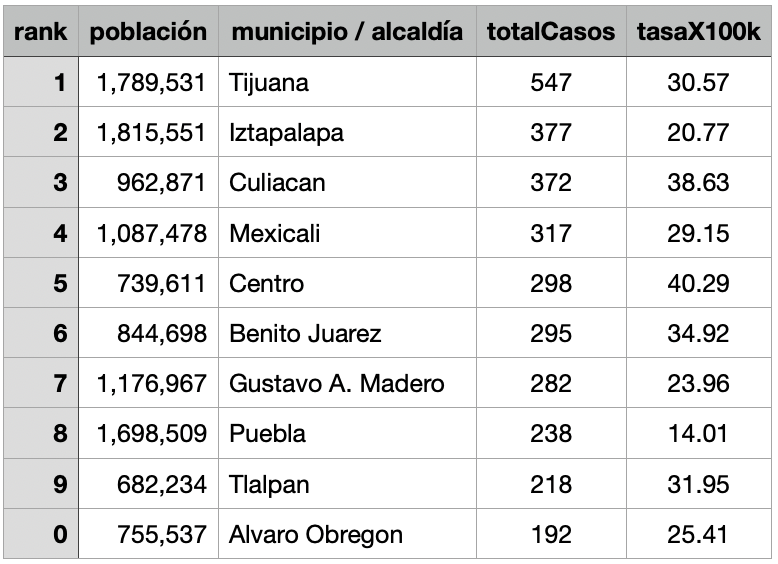 rank población municipio / alcaldía totalCasos tasaX100k
1 1,789,531 Tijuana 547 30.57
2 1,815,551 Iztapalapa 377 20.77
3 962,871 Culiacan 372 38.63
4 1,087,478 Mexicali 317 29.15
5 739,611 Centro 298 40.29
6 844,698 Benito Juarez 295 34.92
7 1,176,967 Gustavo A. Madero 282 23.96
8 1,698,509 Puebla 238 14.01
9 682,234 Tlalpan 218 31.95
0 755,537 Alvaro Obregon 192 25.41